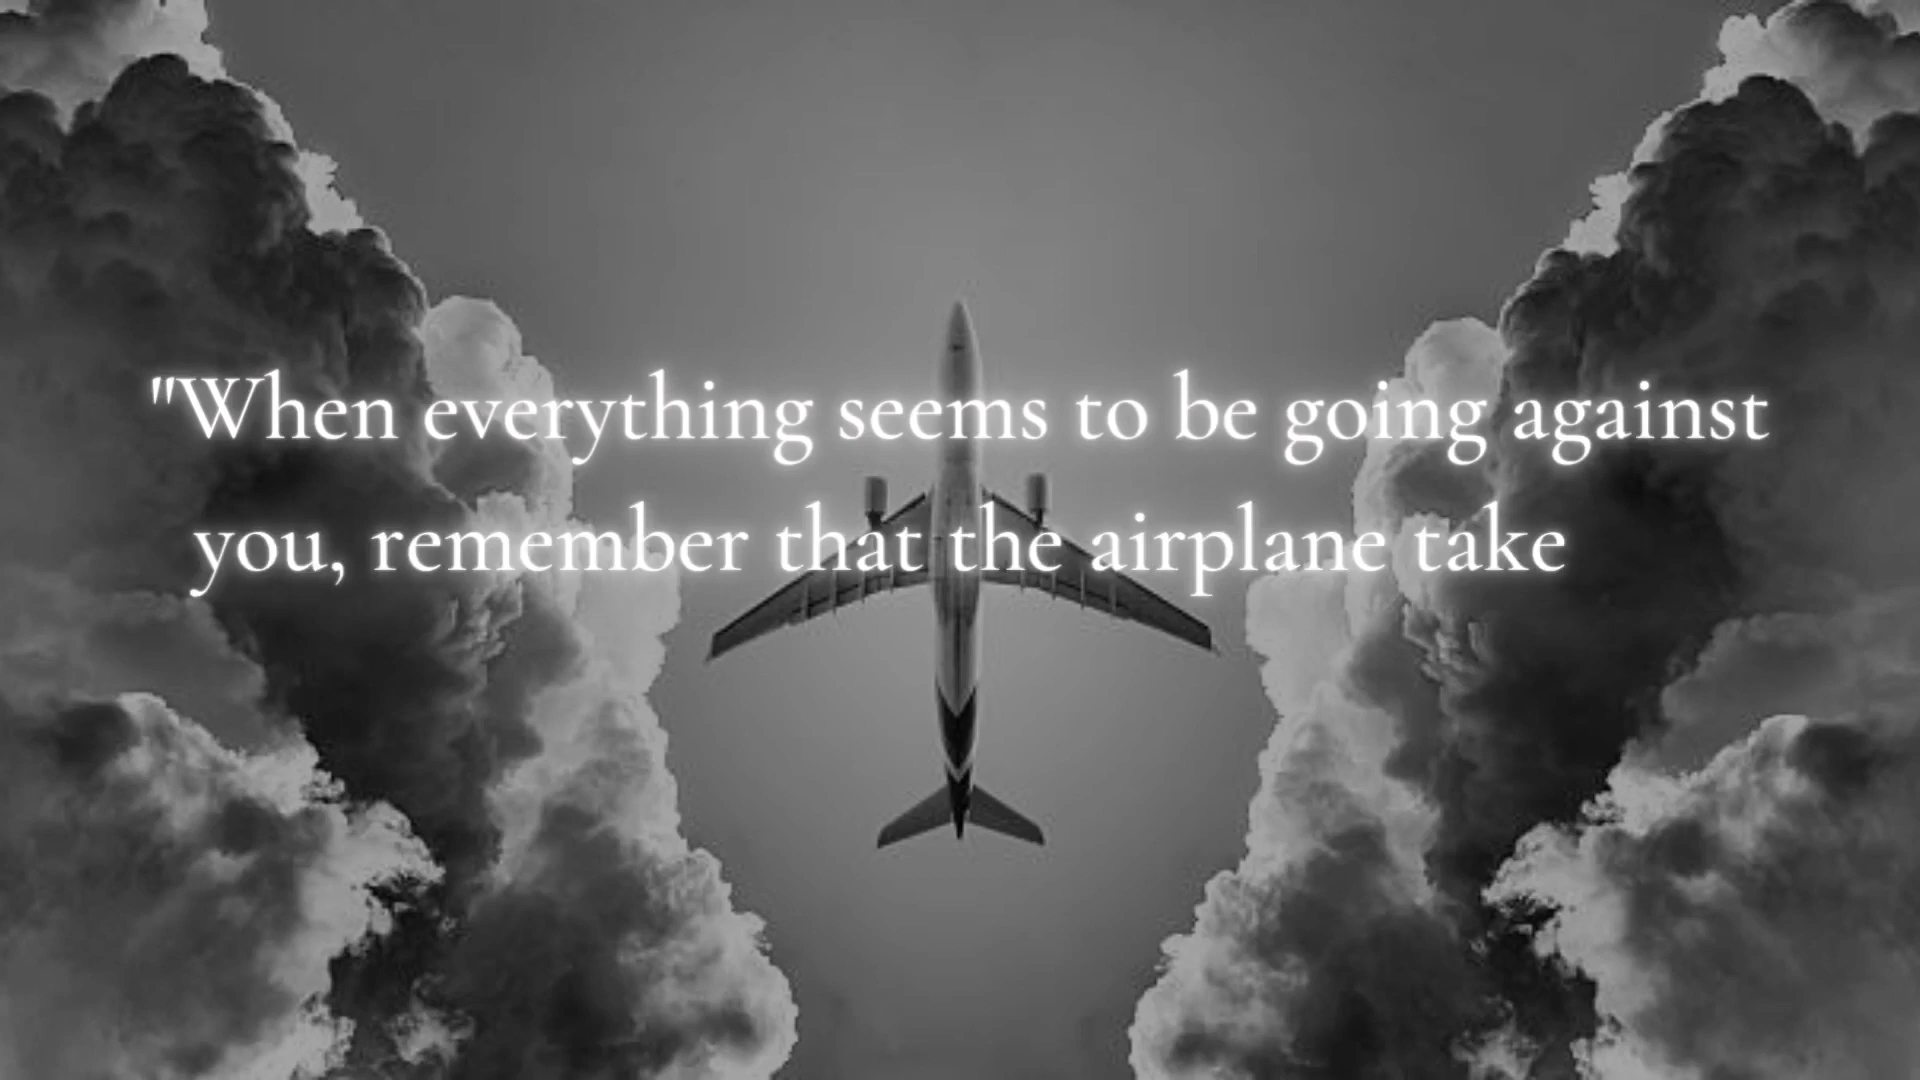 "When everything seems to be going against
you, remember that the airplane take